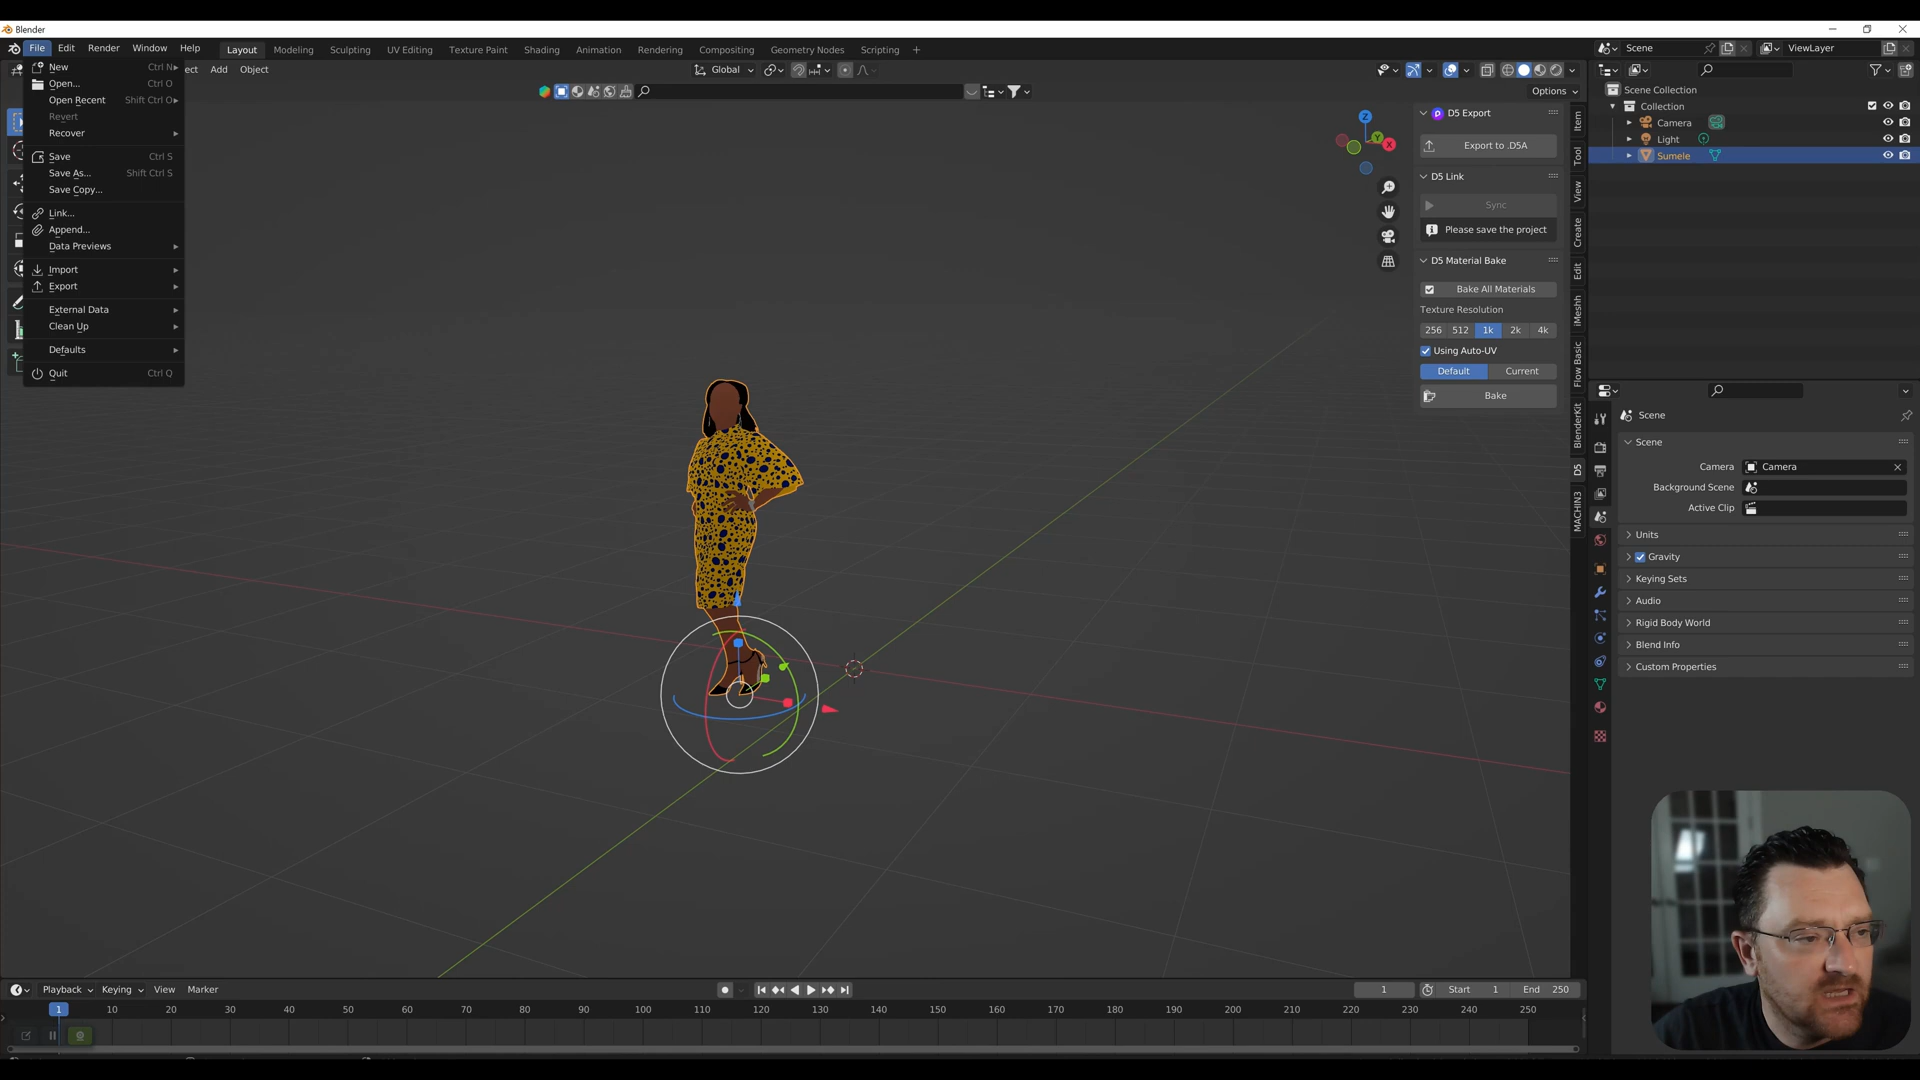 Blender
File Edit Render Window Help Layout Modeling Sculpting UV Editing Texture Paint Shading Animation Rendering Compositing Geometry Nodes Scripting + Scene ViewLayer
ect Add Object Global
Options
New Ctrl N
Open... Ctrl O
Open Recent Shift Ctrl O
Revert
Recover
Save Ctrl S
Save As... Shift Ctrl S
Save Copy...
Link...
Append...
Data Previews
Import
Export
External Data
Clean Up
Defaults
Quit Ctrl Q
Z
Y
X
D5 Export
Export to .D5A
D5 Link
Sync
Please save the project
D5 Material Bake
Bake All Materials
Texture Resolution
256 512 1k 2k 4k
Using Auto-UV
Default Current
Bake
Item
Tool
View
Create
Edit
iMeshh
Flow Basic
BlenderKit
D5
MACHIN3
Scene Collection
Collection
Camera
Light
Sumele
Scene
Scene
Camera Camera
Background Scene
Active Clip
Units
Gravity
Keying Sets
Audio
Rigid Body World
Blend Info
Custom Properties
Playback Keying View Marker 1 Start 1 End 250
1 10 20 30 40 50 60 70 80 90 100 110 120 130 140 150 160 170 180 190 200 210 220 230 240 250